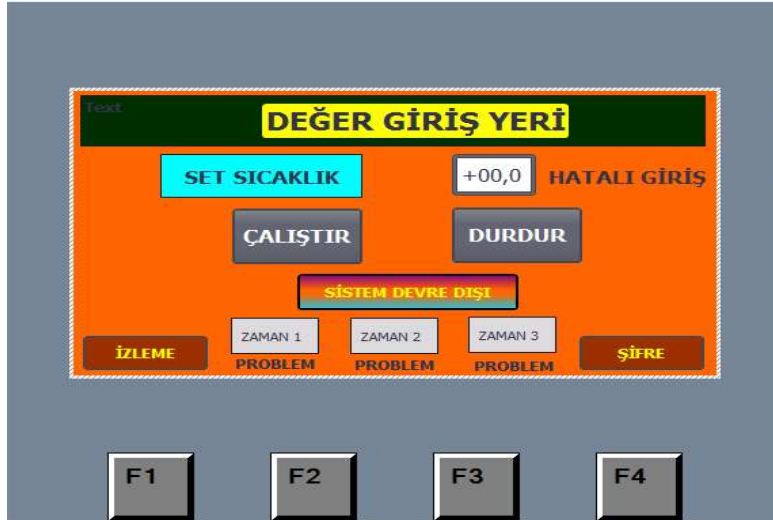 Text
DEĞER GİRİŞ YERİ
SET SICAKLIK
+00,0
HATALI GİRİŞ
ÇALIŞTIR
DURDUR
SİSTEM DEVRE DIŞI
ZAMAN 1
ZAMAN 2
ZAMAN 3
İZLEME
PROBLEM
PROBLEM
PROBLEM
ŞİFRE
F1
F2
F3
F4